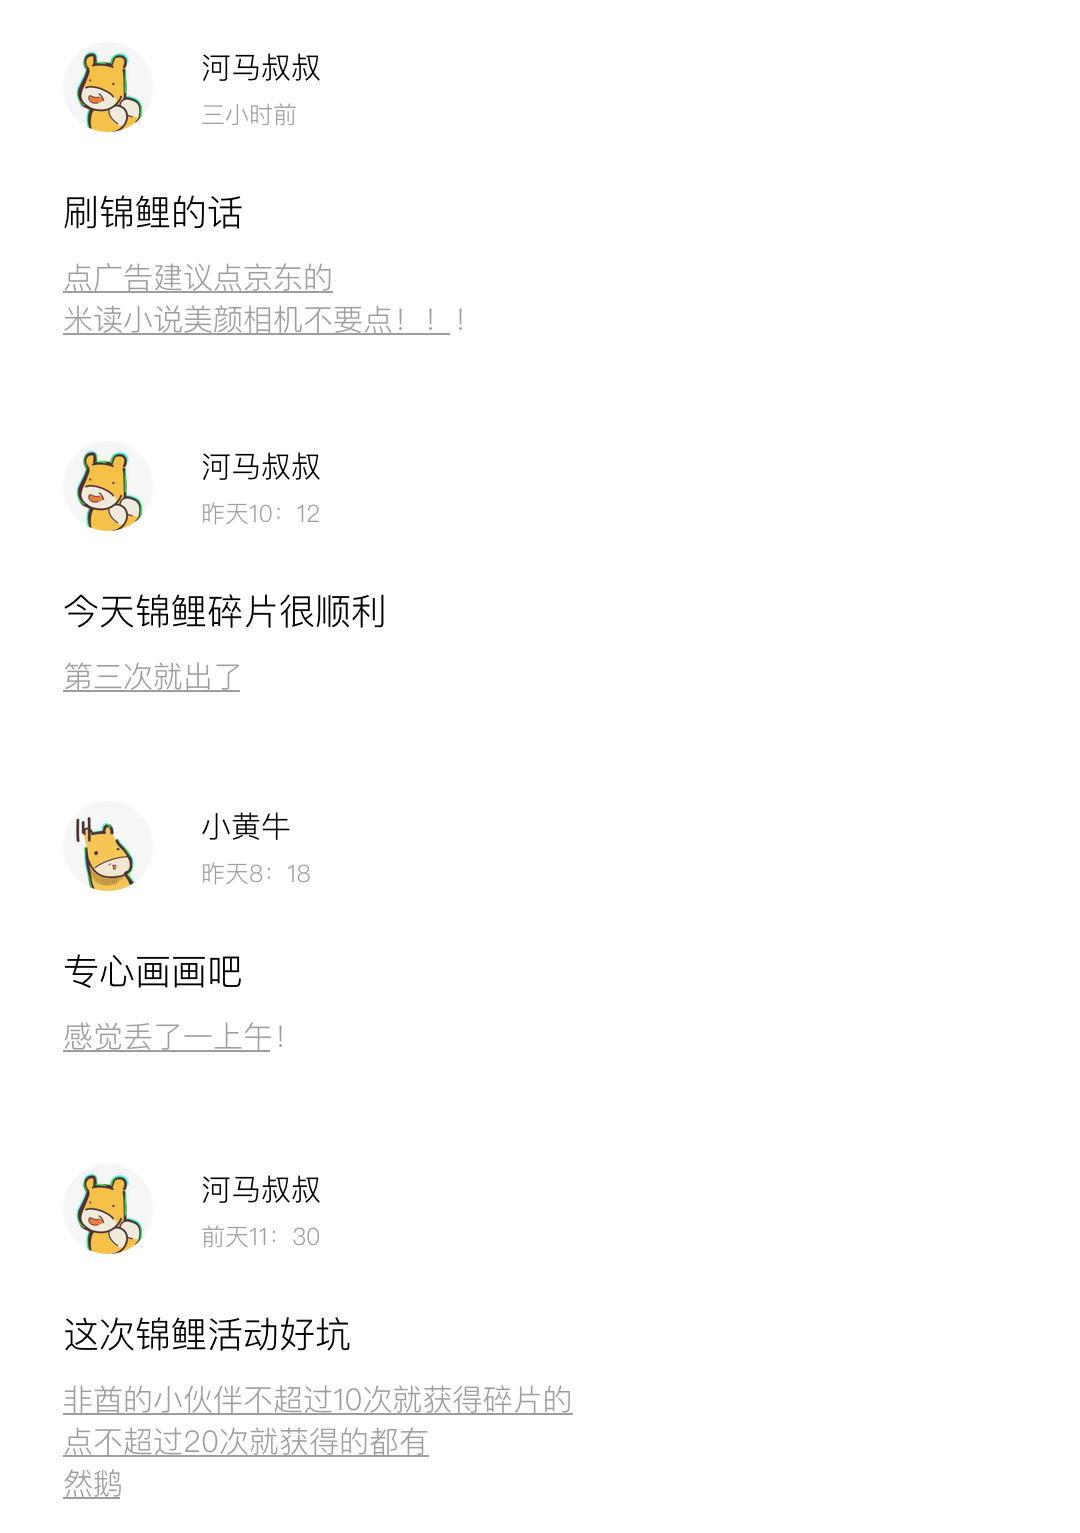 河马叔叔
三小时前
刷锦鲤的话
点广告建议点京东的
米读小说美颜相机不要点！！！
河马叔叔
昨天10：12
今天锦鲤碎片很顺利
第三次就出了
小黄牛
昨天8：18
专心画画吧
感觉丢了一上午！
河马叔叔
前天11：30
这次锦鲤活动好坑
非酋的小伙伴不超过10次就获得碎片的
点不超过20次就获得的都有
然鹅